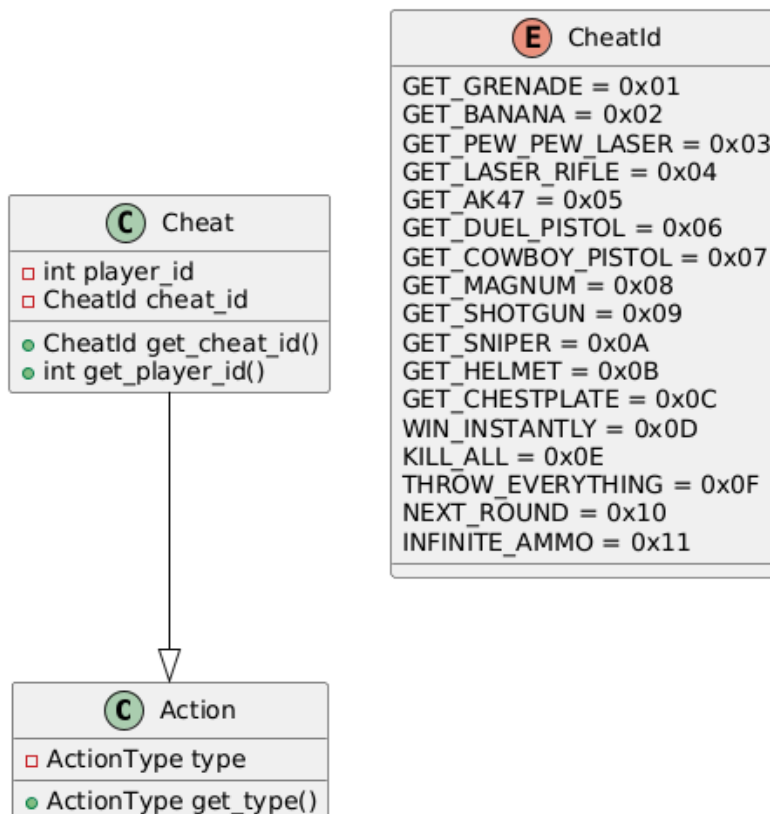 C Cheat
int player_id
CheatId cheat_id
CheatId get_cheat_id()
int get_player_id()
E CheatId
GET_GRENADE = 0x01
GET_BANANA = 0x02
GET_PEW_PEW_LASER = 0x03
GET_LASER_RIFLE = 0x04
GET_AK47 = 0x05
GET_DUEL_PISTOL = 0x06
GET_COWBOY_PISTOL = 0x07
GET_MAGNUM = 0x08
GET_SHOTGUN = 0x09
GET_SNIPER = 0x0A
GET_HELMET = 0x0B
GET_CHESTPLATE = 0x0C
WIN_INSTANTLY = 0x0D
KILL_ALL = 0x0E
THROW_EVERYTHING = 0x0F
NEXT_ROUND = 0x10
INFINITE_AMMO = 0x11
C Action
ActionType type
ActionType get_type()